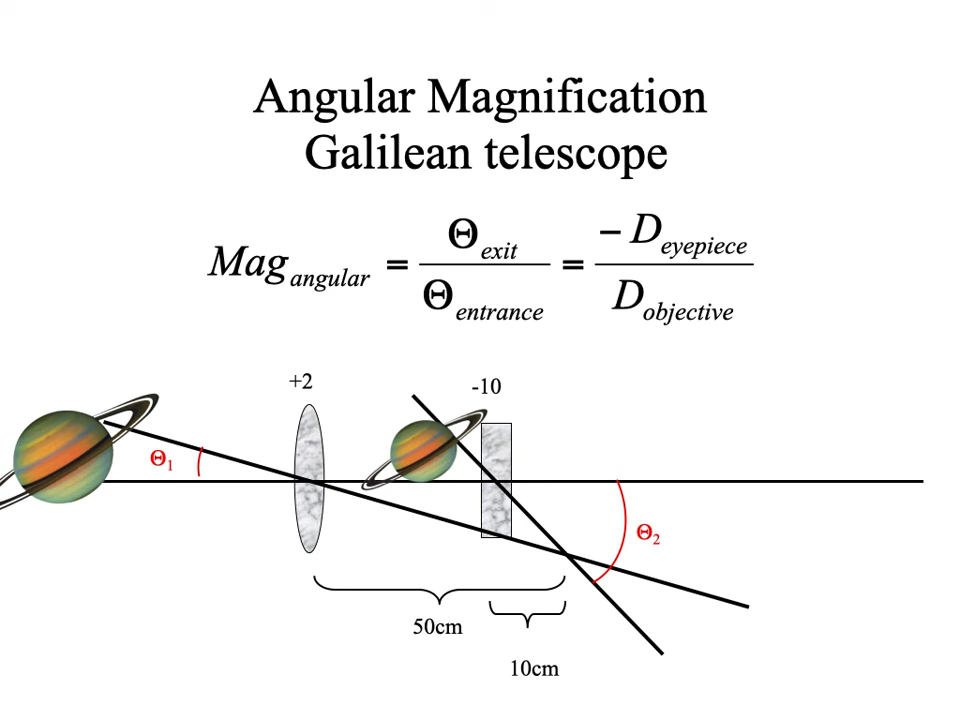 Angular Magnification
Galilean telescope
Mag angular = Θ exit / Θ entrance = − D eyepiece / D objective
+2
-10
Θ1
Θ2
50cm
10cm